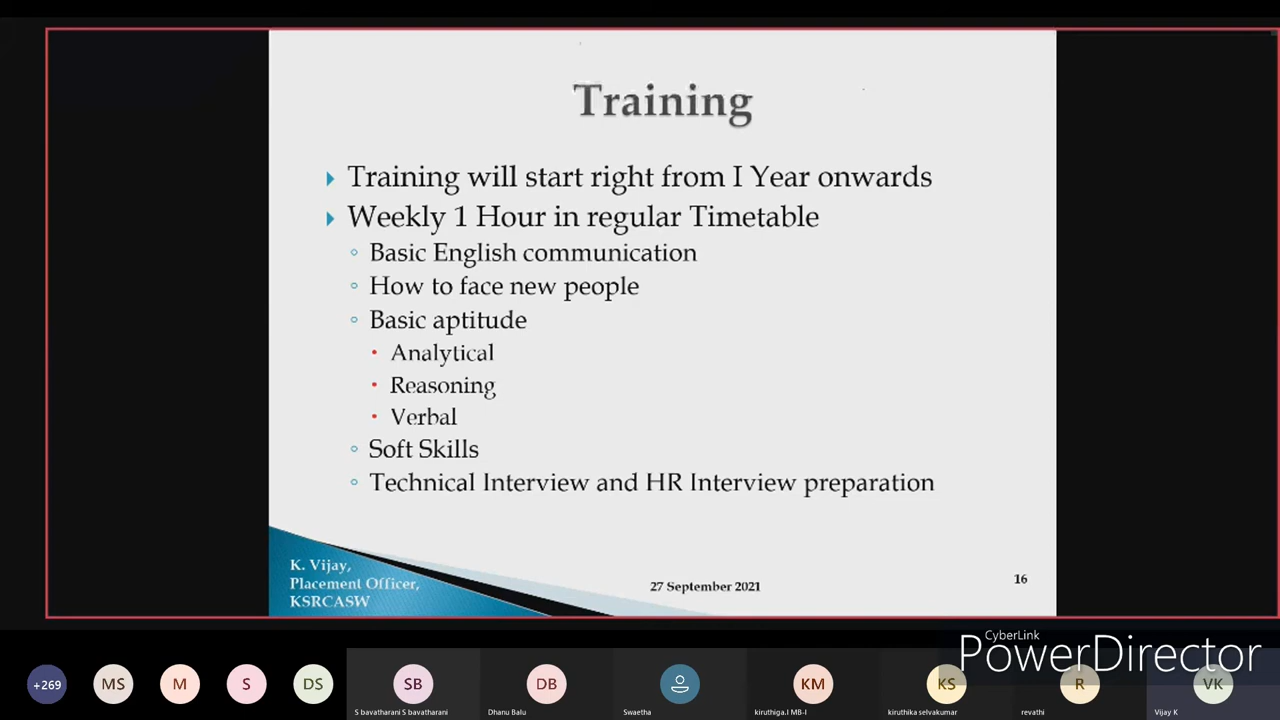 Training
Training will start right from I Year onwards
Weekly 1 Hour in regular Timetable
Basic English communication
How to face new people
Basic aptitude
Analytical
Reasoning
Verbal
Soft Skills
Technical Interview and HR Interview preparation
K. Vijay,
Placement Officer,
KSRCASW
27 September 2021
16
CyberLink
PowerDirector
+269
MS
M
S
DS
SB
DB
KM
KS
R
VK
S bavatharani S bavatharani
Dhanu Balu
Swaetha
kiruthiga.I MB-I
kiruthika selvakumar
revathi
Vijay K